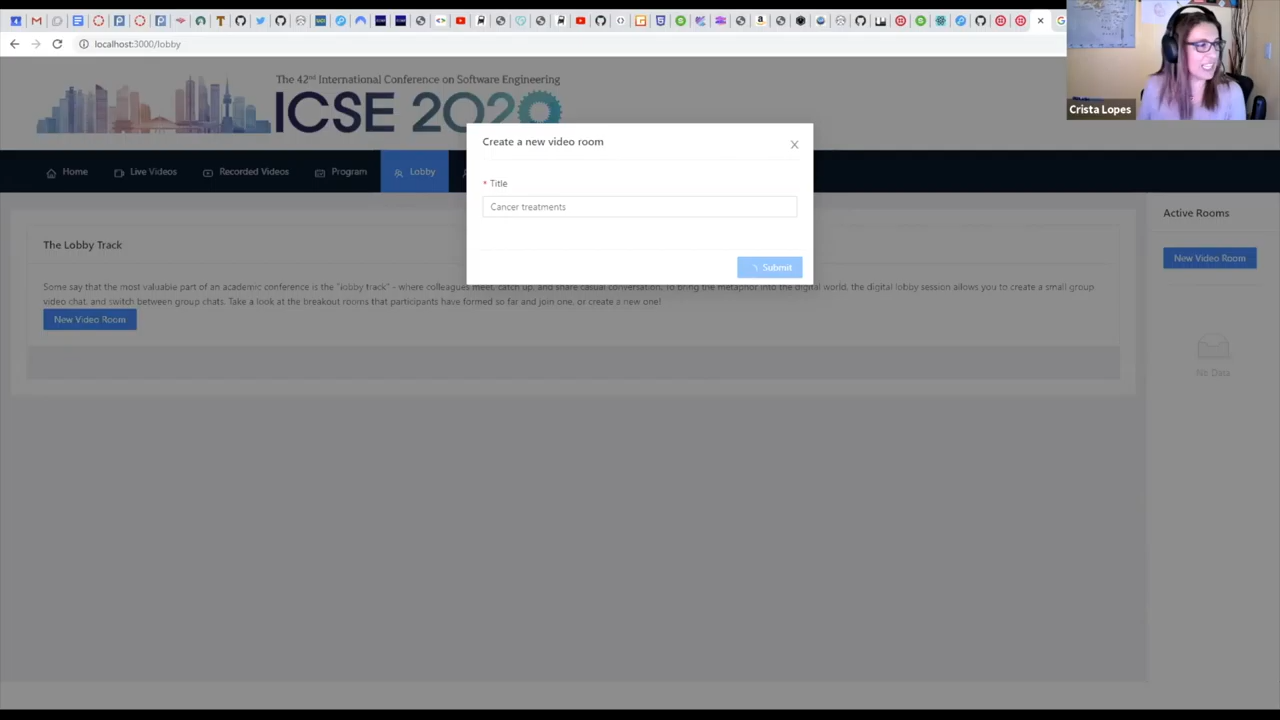 localhost:3000/lobby
Crista Lopes
The 42nd International Conference on Software Engineering
ICSE 2020
Home
Live Videos
Recorded Videos
Program
Lobby
Create a new video room
* Title
Cancer treatments
Submit
The Lobby Track
Some say that the most valuable part of an academic conference is the "lobby track" - where colleagues meet, catch up, and share casual conversation. To bring the metaphor into the digital world, the digital lobby session allows you to create a small group
video chat, and switch between group chats. Take a look at the breakout rooms that participants have formed so far and join one, or create a new one!
New Video Room
Active Rooms
New Video Room
No Data